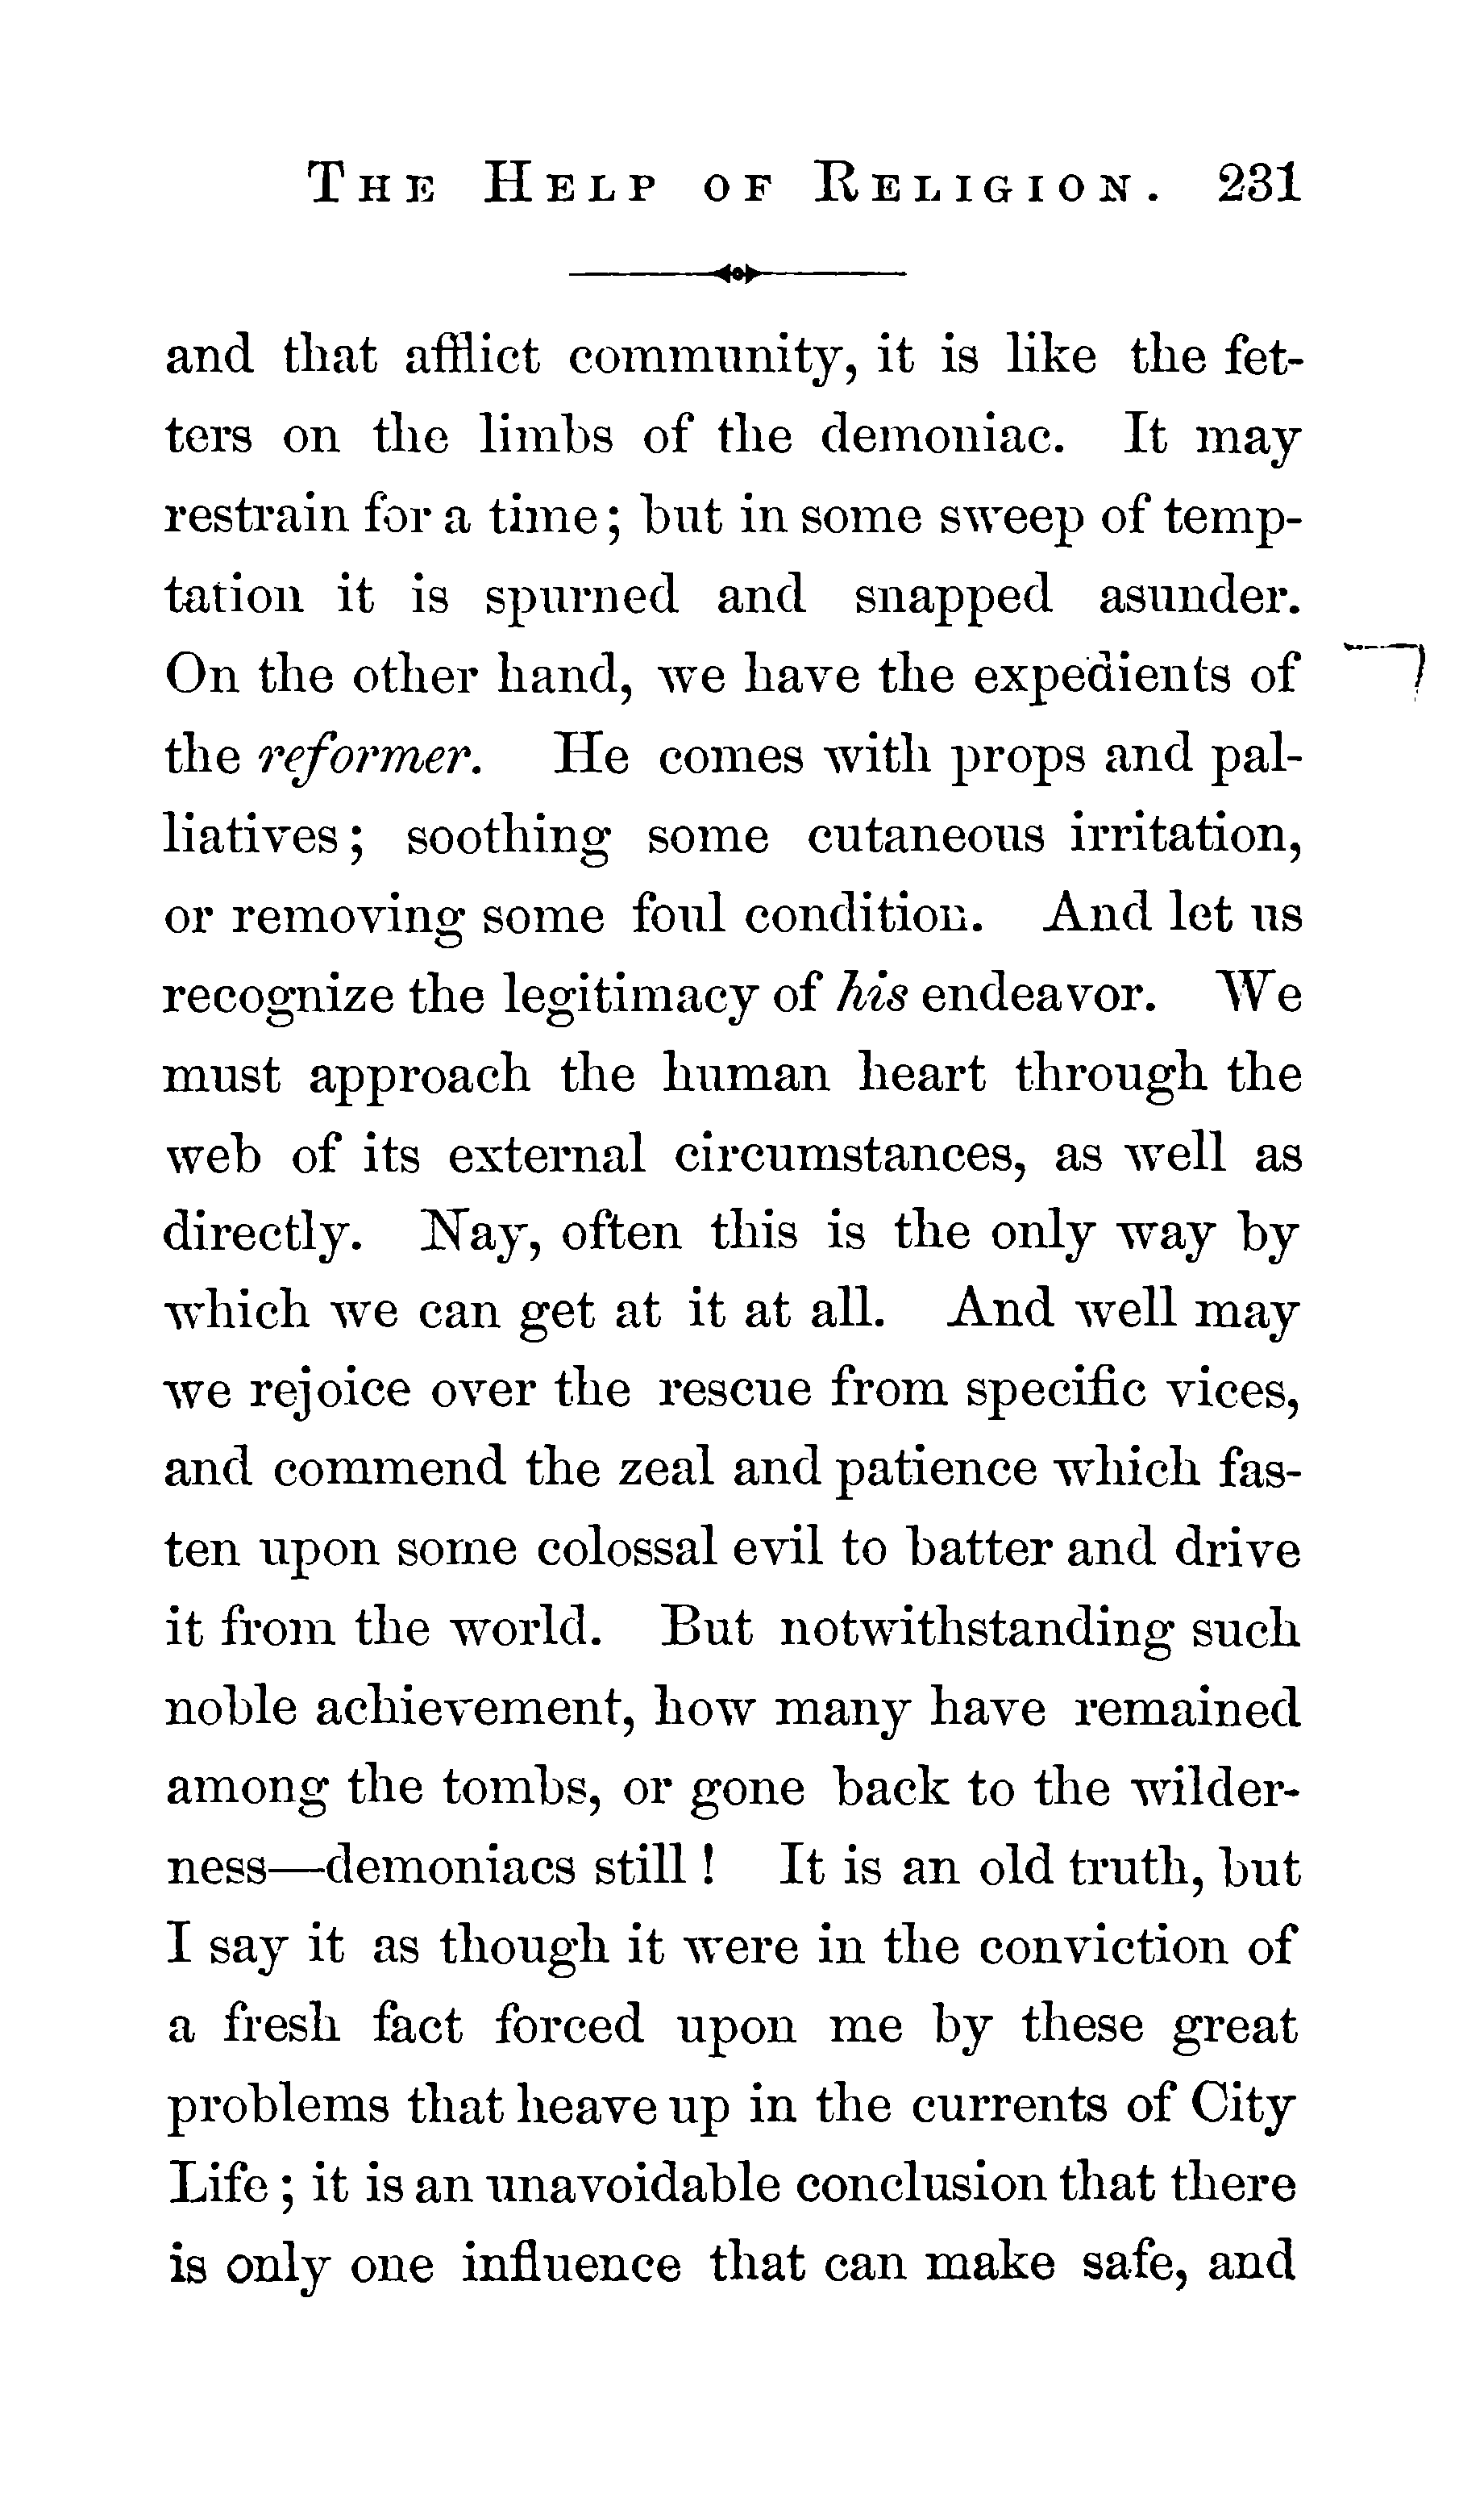 THE HELP OF RELIGION. 231
and that afflict community, it is like the fet-
ters on the limbs of the demoniac. It may
restrain for a time; but in some sweep of temp-
tation it is spurned and snapped asunder.
On the other hand, we have the expedients of
the reformer. He comes with props and pal-
liatives; soothing some cutaneous irritation,
or removing some foul condition. And let us
recognize the legitimacy of his endeavor. We
must approach the human heart through the
web of its external circumstances, as well as
directly. Nay, often this is the only way by
which we can get at it at all. And well may
we rejoice over the rescue from specific vices,
and commend the zeal and patience which fas-
ten upon some colossal evil to batter and drive
it from the world. But notwithstanding such
noble achievement, how many have remained
among the tombs, or gone back to the wilder-
ness—demoniacs still! It is an old truth, but
I say it as though it were in the conviction of
a fresh fact forced upon me by these great
problems that heave up in the currents of City
Life; it is an unavoidable conclusion that there
is only one influence that can make safe, and